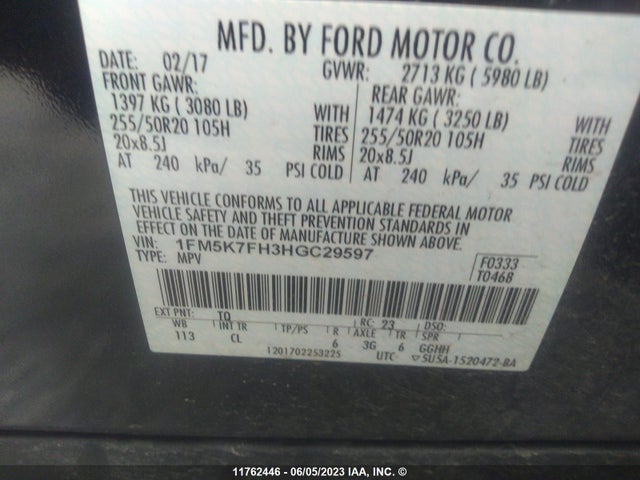 MFD. BY FORD MOTOR CO.
DATE: 02/17 GVWR: 2713 KG ( 5980 LB)
FRONT GAWR: REAR GAWR:
1397 KG ( 3080 LB) WITH 1474 KG ( 3250 LB) WITH
255/50R20 105H TIRES 255/50R20 105H TIRES
20x8.5J RIMS 20x8.5J RIMS
AT 240 kPa/ 35 PSI COLD AT 240 kPa/ 35 PSI COLD
THIS VEHICLE CONFORMS TO ALL APPLICABLE FEDERAL MOTOR
VEHICLE SAFETY AND THEFT PREVENTION STANDARDS IN
EFFECT ON THE DATE OF MANUFACTURE SHOWN ABOVE.
VIN: 1FM5K7FH3HGC29597 F0333
TYPE: MPV T0468
EXT PNT: TQ RC: 23 DSO:
WB INT TR TP/PS R AXLE TR SPR
113 CL 6 3G 6 GGHH
1201702253225 UTC ▽5U5A-1520472-BA
11762446 - 06/05/2023 IAA, INC. ©